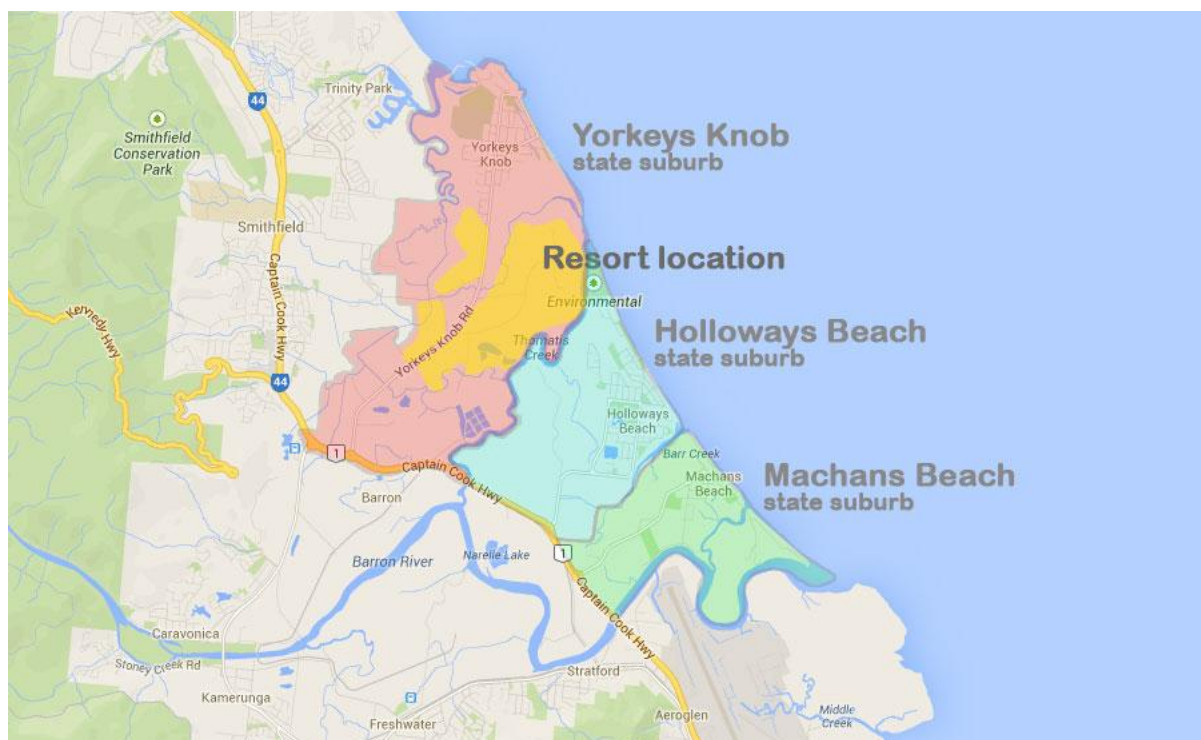 Trinity Park
44
Smithfield
Conservation
Park
Yorkeys
Knob
Yorkeys Knob
state suburb
Smithfield
Resort location
Environmental
Captain Cook Hwy
Kennedy Hwy
Yorkeys Knob Rd
Thomatis
Creek
Holloways Beach
state suburb
44
Holloways
Beach
1
Captain Cook Hwy
Barr Creek
Machans
Beach
Machans Beach
state suburb
Barron
Narelle Lake
1
Barron River
Captain Cook Hwy
Caravonica
Stoney Creek Rd
Stratford
Kamerunga
Freshwater
Aeroglen
Middle
Creek